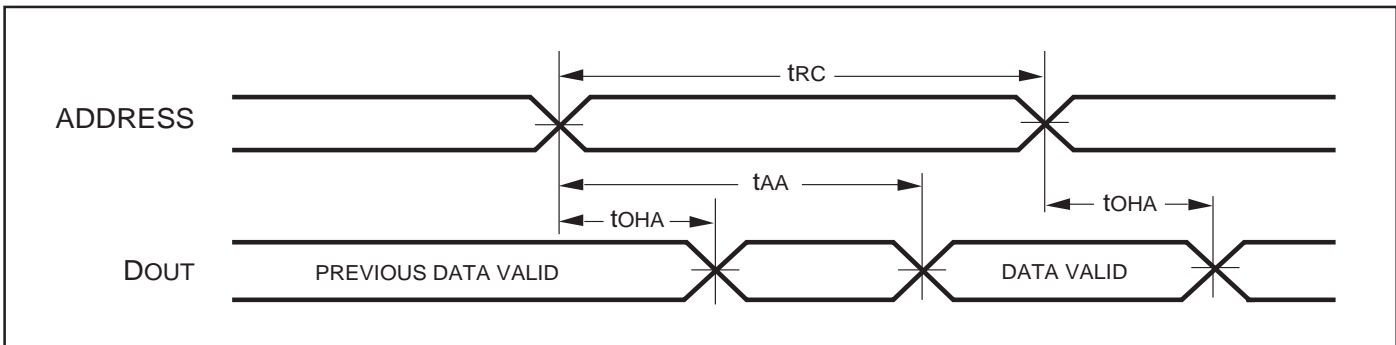 tRC
ADDRESS
tAA
tOHA
tOHA
DOUT
PREVIOUS DATA VALID
DATA VALID